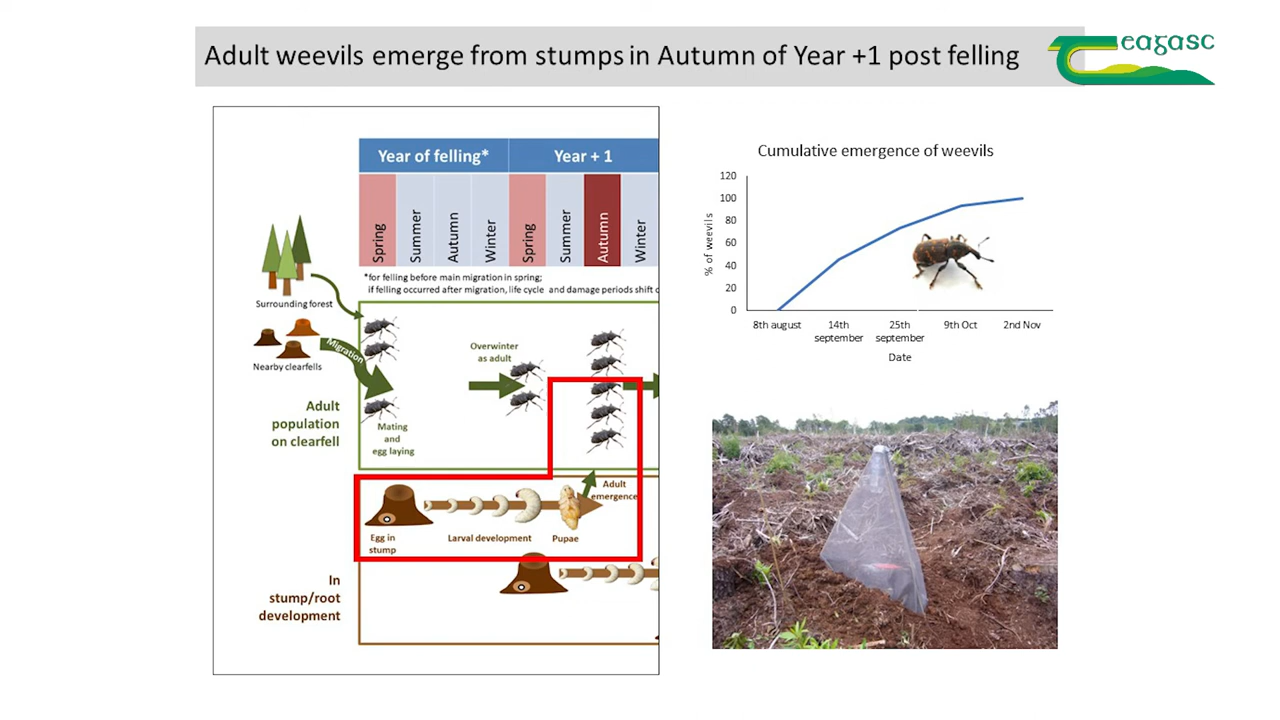 Adult weevils emerge from stumps in Autumn of Year +1 post felling
eagasc
Year of felling*
Year + 1
Spring
Summer
Autumn
Winter
Spring
Summer
Autumn
Winter
*for felling before main migration in spring;
if felling occurred after migration, life cycle and damage periods shift
Surrounding forest
Nearby clearfells
Migration
Adult
population
on clearfell
Mating
and
egg laying
Overwinter
as adult
Adult
emergence
Egg in
stump
Larval development
Pupae
In
stump/root
development
Cumulative emergence of weevils
% of weevils
120
100
80
60
40
20
0
8th august
14th
september
25th
september
9th Oct
2nd Nov
Date